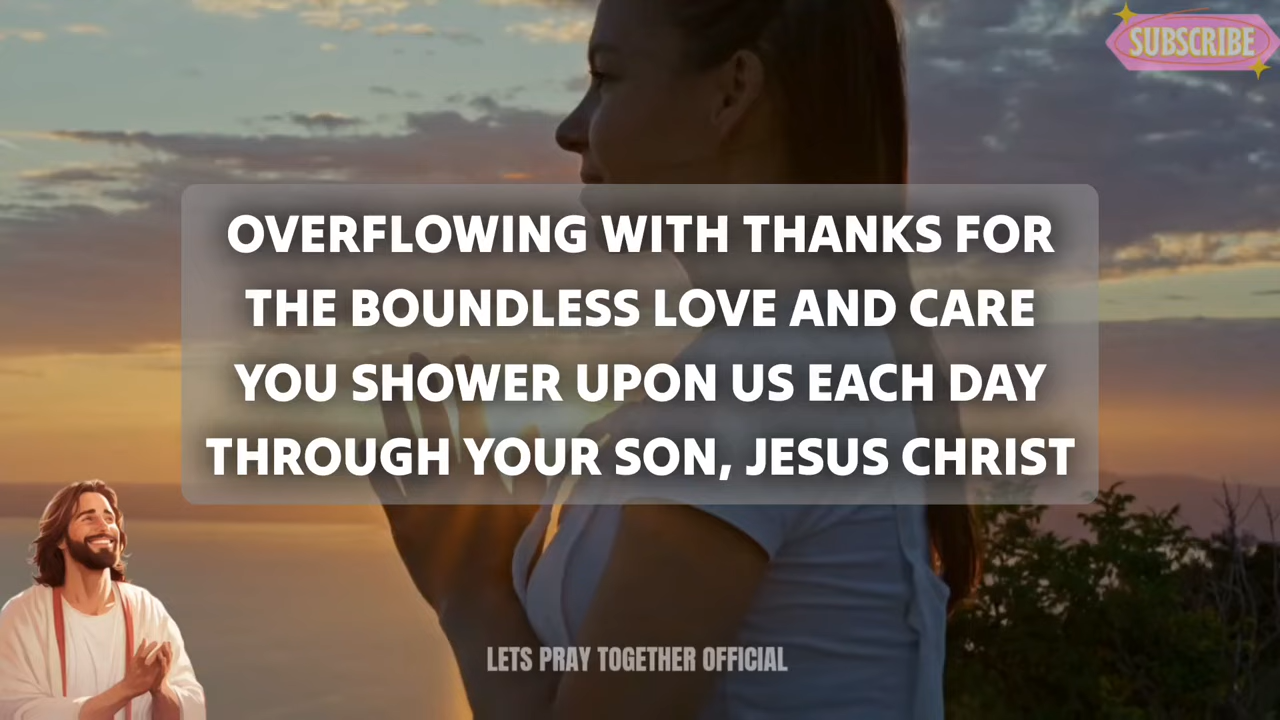 SUBSCRIBE
OVERFLOWING WITH THANKS FOR
THE BOUNDLESS LOVE AND CARE
YOU SHOWER UPON US EACH DAY
THROUGH YOUR SON, JESUS CHRIST
LETS PRAY TOGETHER OFFICIAL